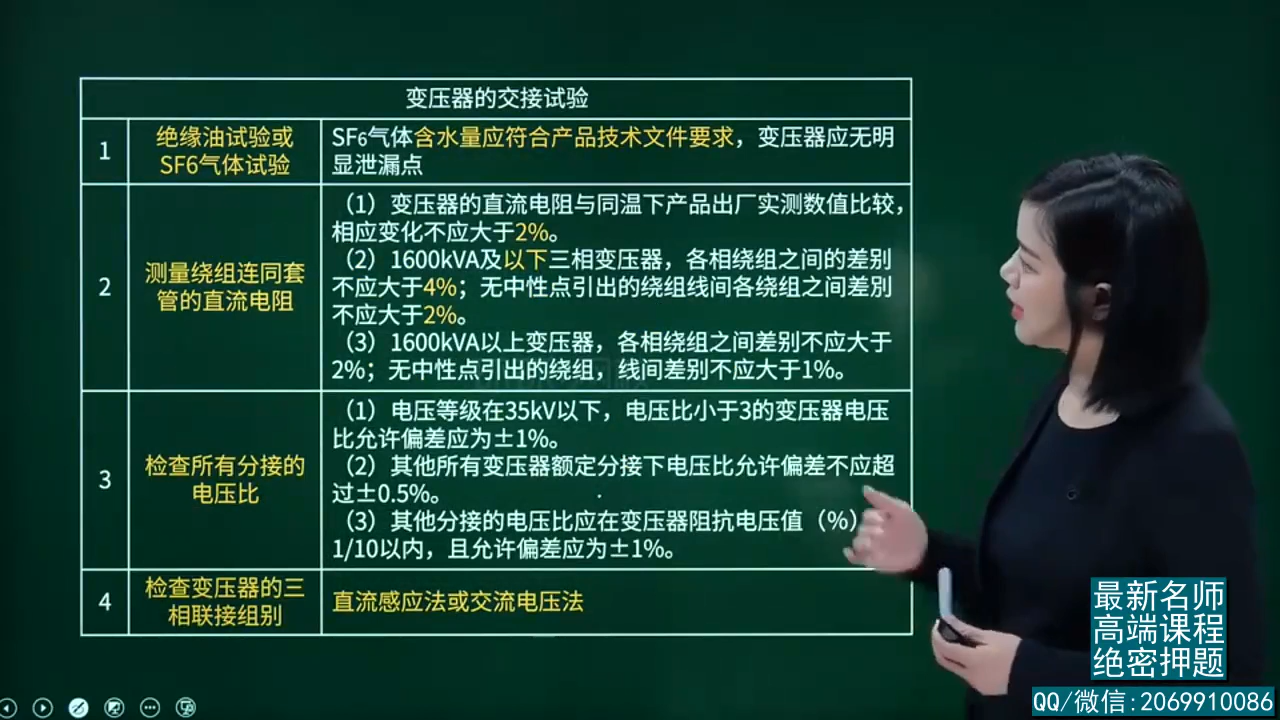 变压器的交接试验
1
绝缘油试验或
SF6气体试验
SF6气体含水量应符合产品技术文件要求，变压器应无明
显泄漏点
2
测量绕组连同套
管的直流电阻
（1）变压器的直流电阻与同温下产品出厂实测数值比较，
相应变化不应大于2%。
（2）1600kVA及以下三相变压器，各相绕组之间的差别
不应大于4%；无中性点引出的绕组线间各绕组之间差别
不应大于2%。
（3）1600kVA以上变压器，各相绕组之间差别不应大于
2%；无中性点引出的绕组，线间差别不应大于1%。
3
检查所有分接的
电压比
（1）电压等级在35kV以下，电压比小于3的变压器电压
比允许偏差应为±1%。
（2）其他所有变压器额定分接下电压比允许偏差不应超
过±0.5%。
（3）其他分接的电压比应在变压器阻抗电压值（%）
1/10以内，且允许偏差应为±1%。
4
检查变压器的三
相联接组别
直流感应法或交流电压法
最新名师
高端课程
绝密押题
QQ/微信:2069910086